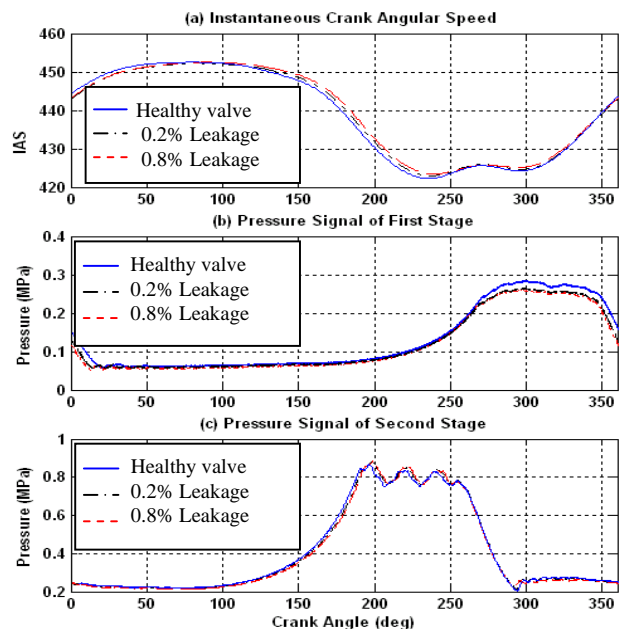 (a) Instantaneous Crank Angular Speed
460
450
440
430
420
IAS
Healthy valve
0.2% Leakage
0.8% Leakage
0 50 100 150 200 250 300 350
(b) Pressure Signal of First Stage
0.4
0.3
0.2
0.1
0
Pressure (MPa)
Healthy valve
0.2% Leakage
0.8% Leakage
0 50 100 150 200 250 300 350
(c) Pressure Signal of Second Stage
1
0.8
0.6
0.4
0.2
Pressure (MPa)
Healthy valve
0.2% Leakage
0.8% Leakage
0 50 100 150 200 250 300 350
Crank Angle (deg)